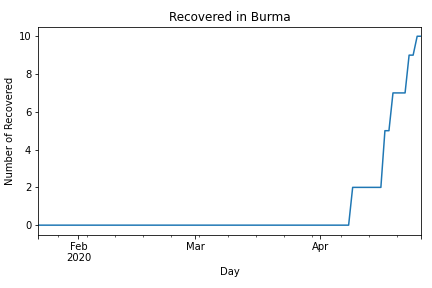 Recovered in Burma
Number of Recovered
10
8
6
4
2
0
Feb
2020
Mar
Apr
Day